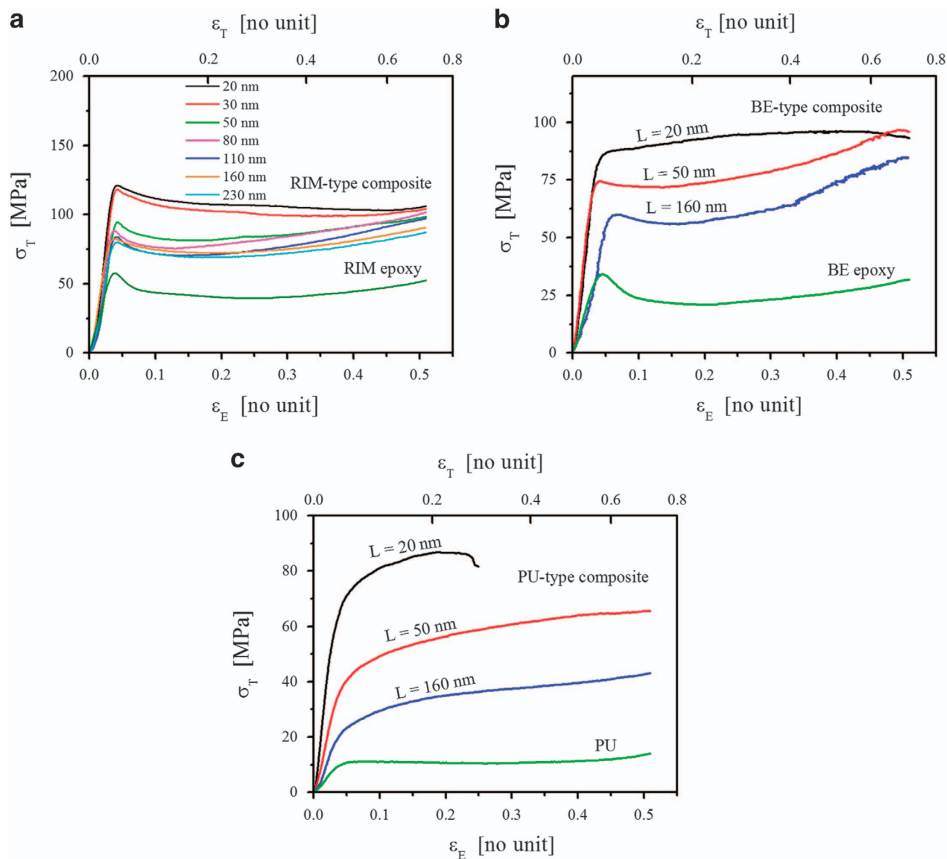 a
ε_T [no unit]
0.0 0.2 0.4 0.6 0.8
200
150
100
50
0
σ_T [MPa]
20 nm
30 nm
50 nm
80 nm
110 nm
160 nm
230 nm
RIM-type composite
RIM epoxy
0.0 0.1 0.2 0.3 0.4 0.5
ε_E [no unit]
b
ε_T [no unit]
0.0 0.2 0.4 0.6 0.8
100
75
50
25
0
σ_T [MPa]
BE-type composite
L = 20 nm
L = 50 nm
L = 160 nm
BE epoxy
0.0 0.1 0.2 0.3 0.4 0.5
ε_E [no unit]
c
ε_T [no unit]
0.0 0.2 0.4 0.6 0.8
100
80
60
40
20
0
σ_T [MPa]
L = 20 nm
PU-type composite
L = 50 nm
L = 160 nm
PU
0.0 0.1 0.2 0.3 0.4 0.5
ε_E [no unit]